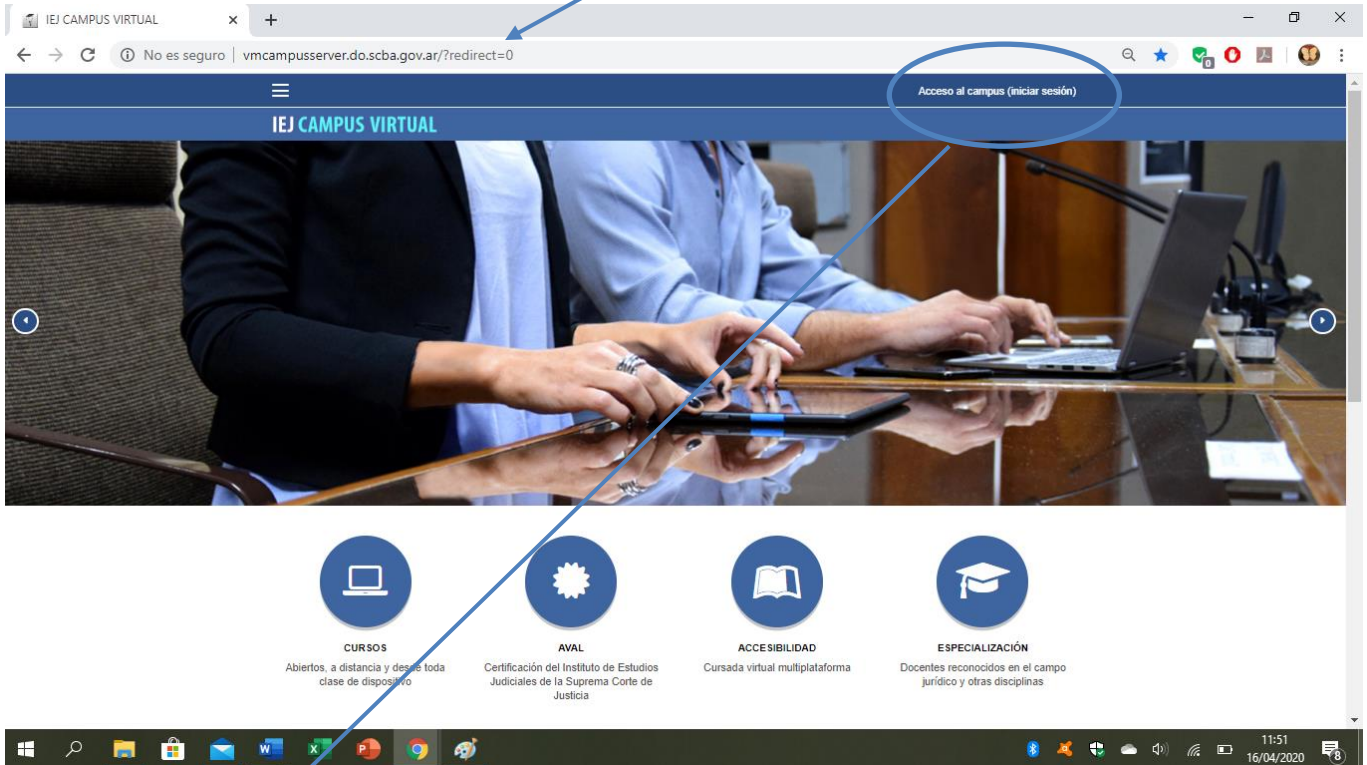 IEJ CAMPUS VIRTUAL
No es seguro | vmcampusserver.do.scba.gov.ar/?redirect=0
0
Acceso al campus (iniciar sesión)
IEJ CAMPUS VIRTUAL
CURSOS
Abiertos, a distancia y desde toda
clase de dispositivo
AVAL
Certificación del Instituto de Estudios
Judiciales de la Suprema Corte de
Justicia
ACCESIBILIDAD
Cursada virtual multiplataforma
ESPECIALIZACIÓN
Docentes reconocidos en el campo
jurídico y otras disciplinas
11:51
16/04/2020
8